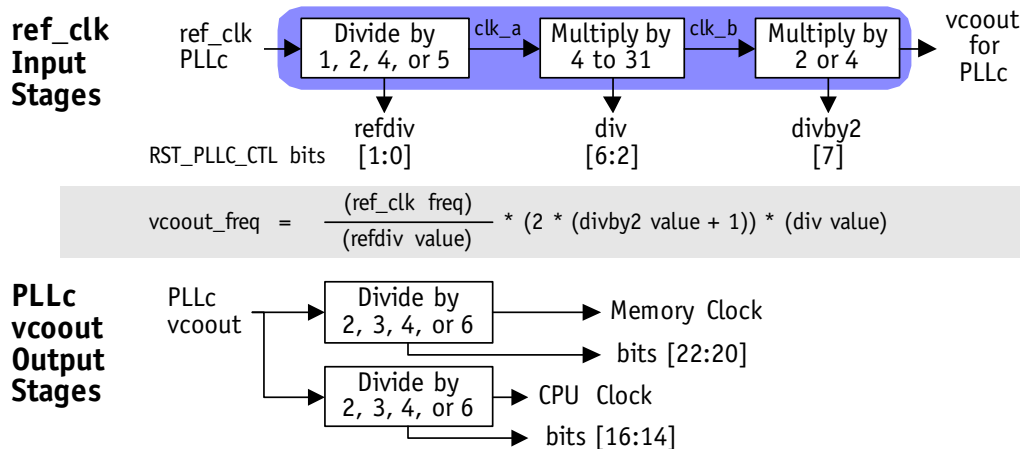 ref_clk
Input
Stages
ref_clk
PLLc
Divide by
1, 2, 4, or 5
clk_a
Multiply by
4 to 31
clk_b
Multiply by
2 or 4
vcoout
for
PLLc
refdiv
div
divby2
RST_PLLC_CTL bits
[1:0]
[6:2]
[7]
vcoout_freq = (ref_clk freq)
(refdiv value)
* (2 * (divby2 value + 1)) * (div value)
PLLc
vcoout
Output
Stages
PLLc
vcoout
Divide by
2, 3, 4, or 6
Memory Clock
bits [22:20]
Divide by
2, 3, 4, or 6
CPU Clock
bits [16:14]